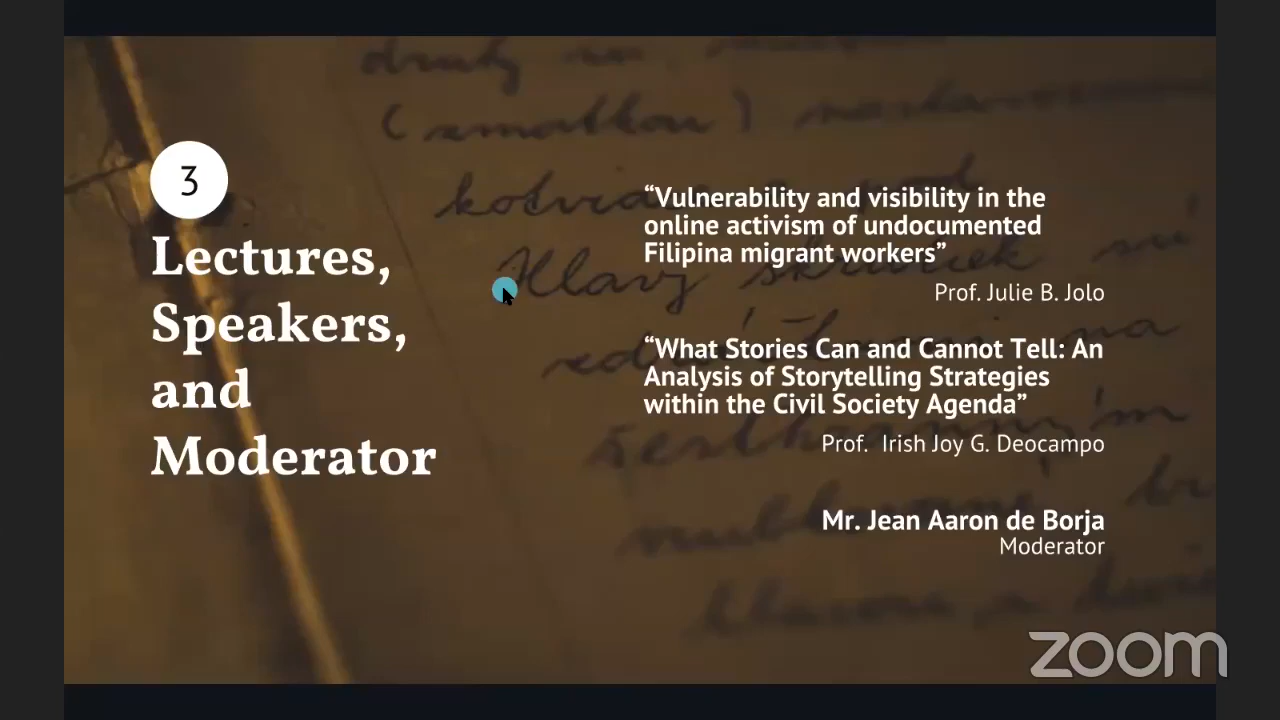 3
Lectures,
Speakers,
and
Moderator
“Vulnerability and visibility in the
online activism of undocumented
Filipina migrant workers”
Prof. Julie B. Jolo
“What Stories Can and Cannot Tell: An
Analysis of Storytelling Strategies
within the Civil Society Agenda”
Prof. Irish Joy G. Deocampo
Mr. Jean Aaron de Borja
Moderator
zoom